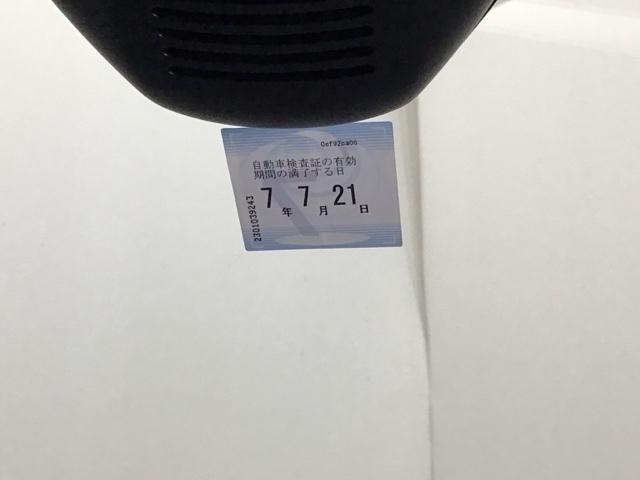 0cf92ca06
自動車検査証の有効
期間の満了する日
7年 7月 21日
2301039243